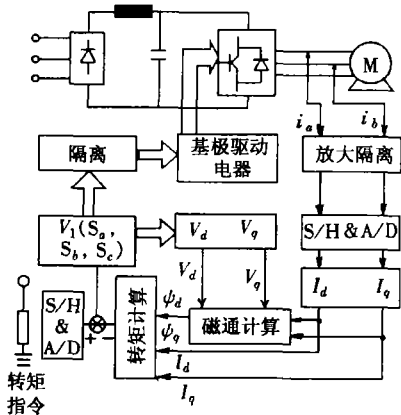 M
i_a
i_b
隔离
基极驱动
电器
放大隔离
V_1(S_a,
S_b, S_c)
V_d
V_q
S/H&A/D
V_d
V_q
I_d
I_q
S/H
&
A/D
+
-
转矩计算
ψ_d
ψ_q
磁通计算
I_d
I_q
转矩
指令